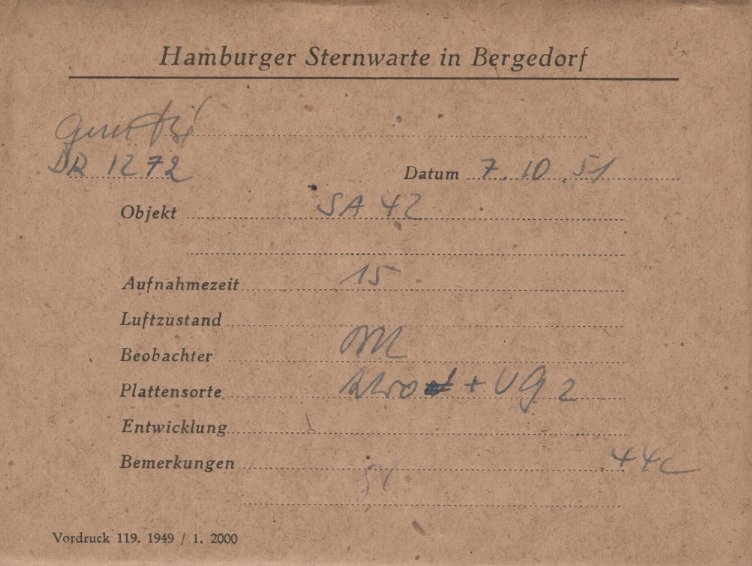 Hamburger Sternwarte in Bergedorf
DR 1272 Datum 7.10.51
Objekt SA 42
Aufnahmezeit 15
Luftzustand
Beobachter
Plattensorte + UG 2
Entwicklung
Bemerkungen
Vordruck 119. 1949 / 1. 2000